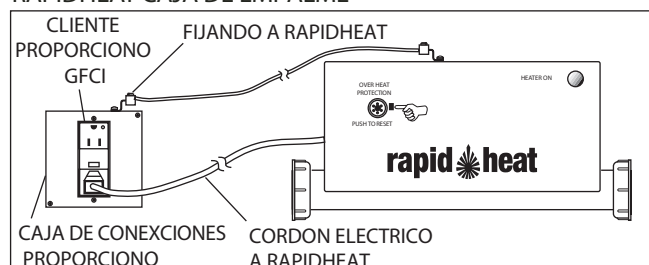 RAPIDHEAT CAJA DE EMPALME
CLIENTE
PROPORCIONO
GFCI
FIJANDO A RAPIDHEAT
OVER HEAT
PROTECTION
PUSH TO RESET
HEATER ON
rapid heat
CAJA DE CONEXCIONES
PROPORCIONO
CORDON ELECTRICO
A RAPIDHEAT